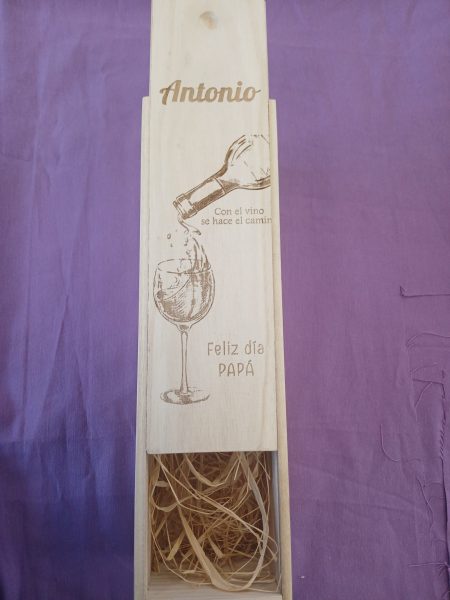 Antonio
Con el vino
se hace el camin
Feliz día
PAPÁ